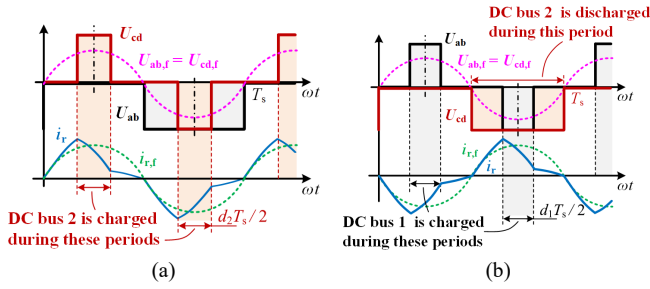 U_cd
U_ab,f = U_cd,f
U_ab
T_s
ωt
i_r
i_r,f
ωt
DC bus 2 is charged
during these periods
d_2T_s/2
(a)
DC bus 2 is discharged
during this period
U_ab
U_ab,f = U_cd,f
T_s
ωt
U_cd
i_r,f
i_r
ωt
DC bus 1 is charged
during these periods
d_1T_s/2
(b)